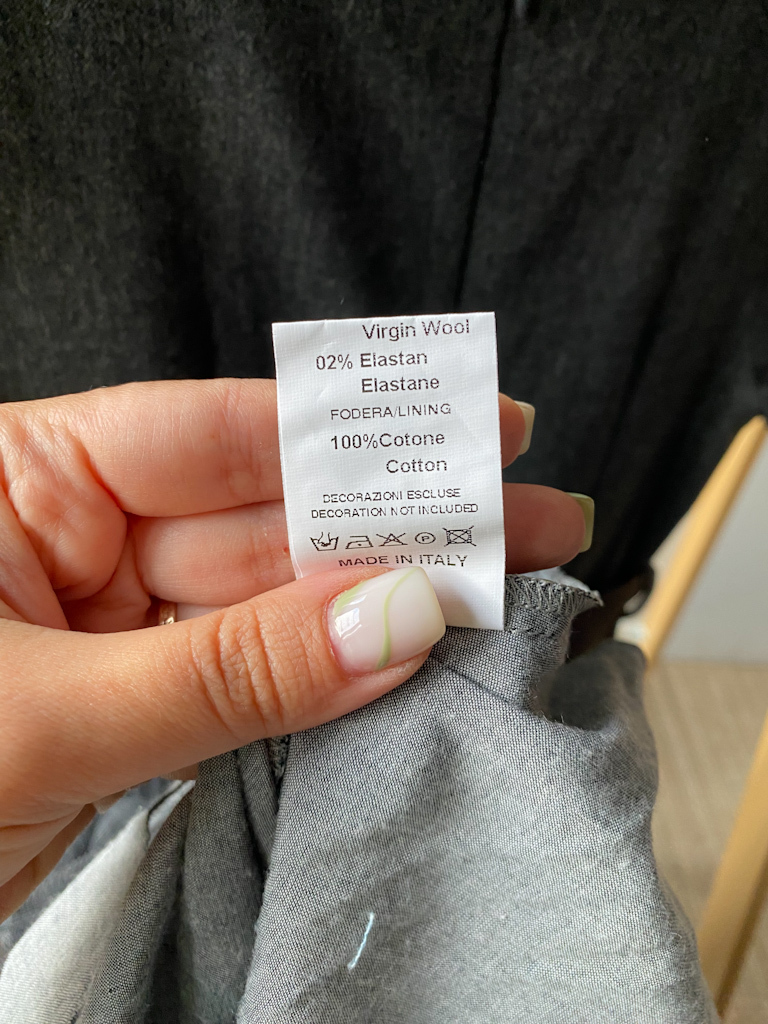 Virgin Wool
02% Elastan
Elastane
FODERA/LINING
100%Cotone
Cotton
DECORAZIONI ESCLUSE
DECORATION NOT INCLUDED
P
MADE IN ITALY